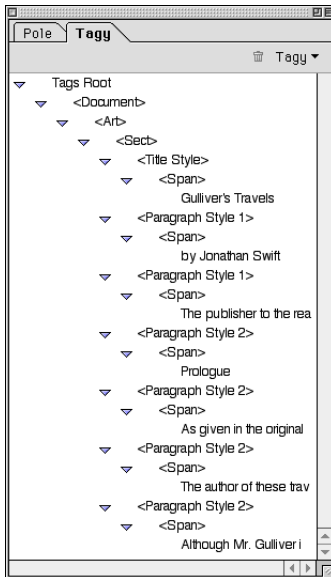 Pole Tagy
Tagy
Tags Root
<Document>
<Art>
<Sect>
<Title Style>
<Span>
Gulliver's Travels
<Paragraph Style 1>
<Span>
by Jonathan Swift
<Paragraph Style 1>
<Span>
The publisher to the rea
<Paragraph Style 2>
<Span>
Prologue
<Paragraph Style 2>
<Span>
As given in the original
<Paragraph Style 2>
<Span>
The author of these trav
<Paragraph Style 2>
<Span>
Although Mr. Gulliver i